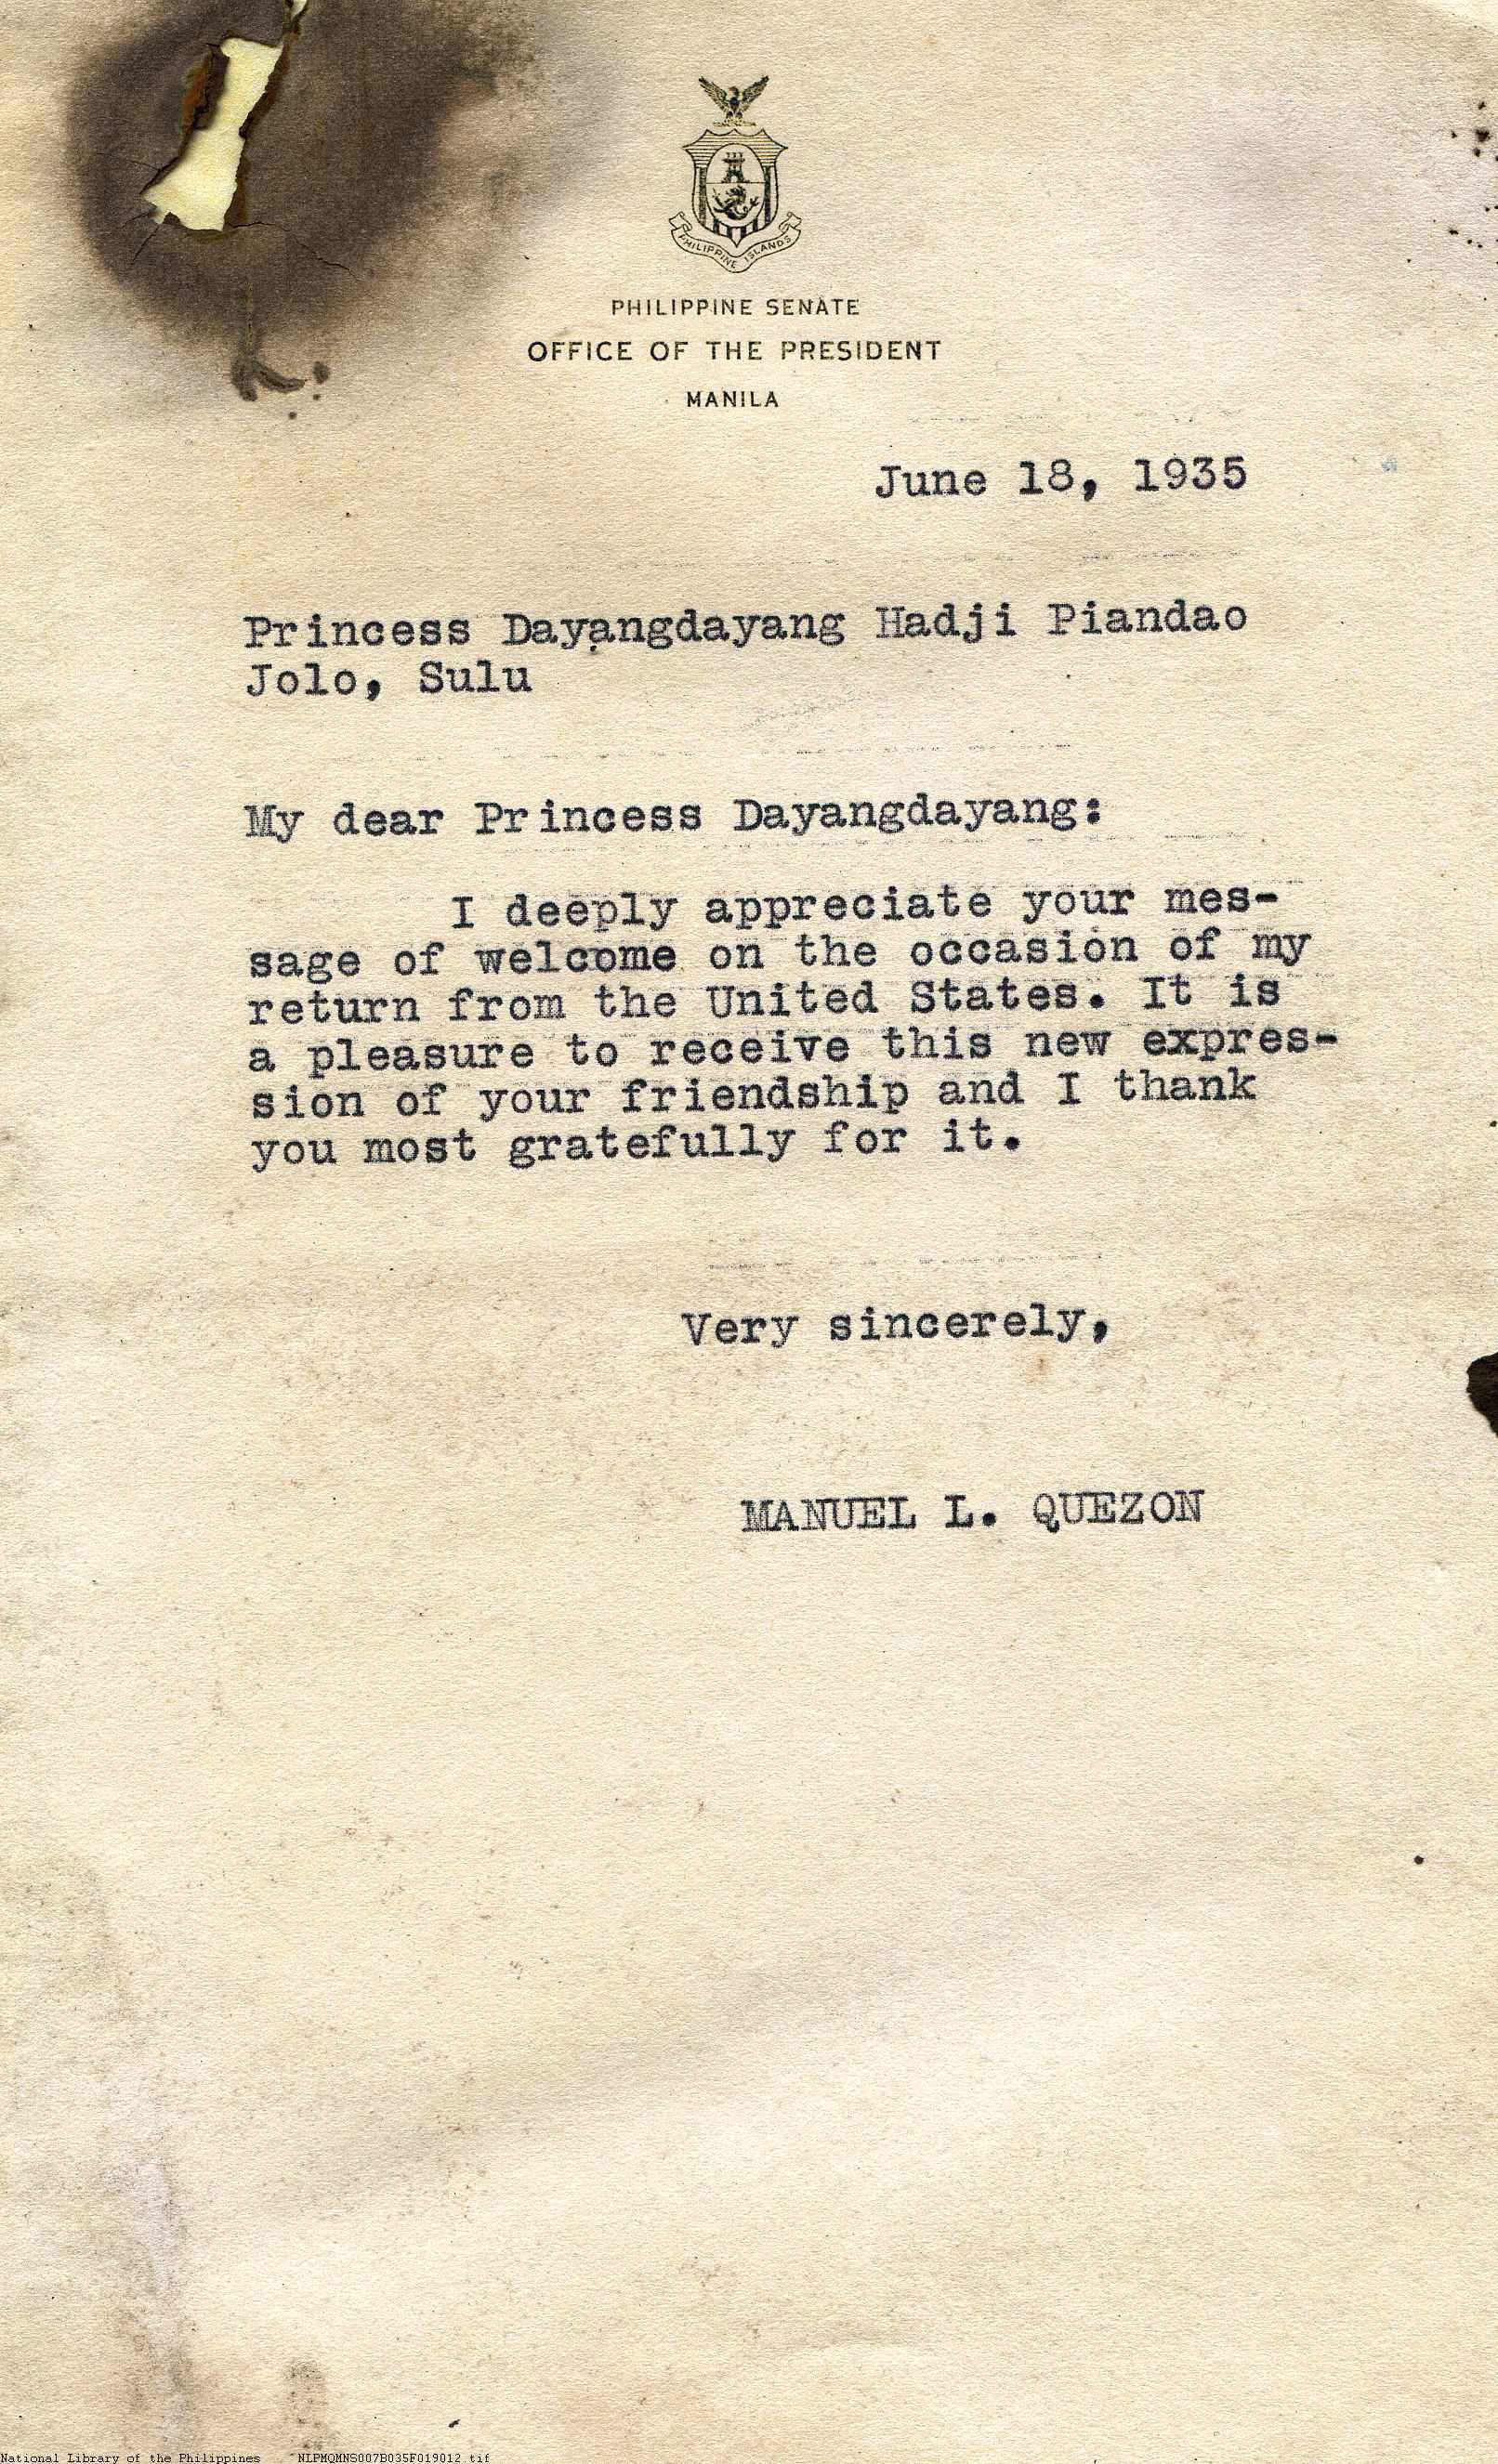 PHILIPPINE ISLANDS
PHILIPPINE SENATE
OFFICE OF THE PRESIDENT
MANILA
June 18, 1935
Princess Dayangdayang Hadji Piandao
Jolo, Sulu
My dear Princess Dayangdayang:
I deeply appreciate your mes-
sage of welcome on the occasion of my
return from the United States. It is
a pleasure to receive this new expres-
sion of your friendship and I thank
you most gratefully for it.
Very sincerely,
MANUEL L. QUEZON
National Library of the Philippines NLPMQMNS007B035F019012.tif